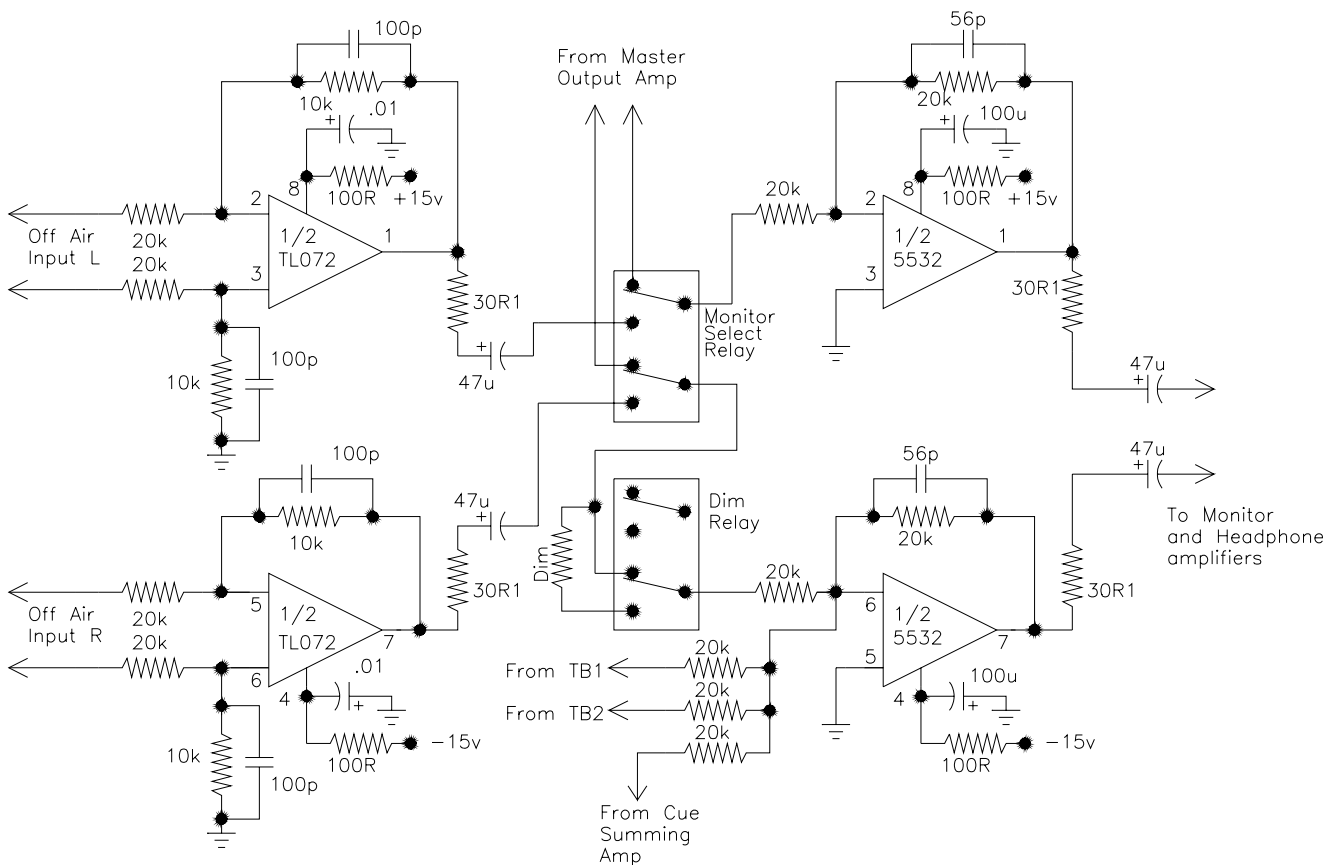 100p
10k
.01
+
8
100R
+15v
2
1/2
TL072
1
3
20k
Off Air
Input L
20k
10k
100p
30R1
+
47u
From Master
Output Amp
Monitor
Select
Relay
56p
20k
100u
+
8
100R
+15v
20k
2
1/2
5532
1
3
30R1
47u
+
100p
10k
47u
+
20k
Off Air
Input R
20k
5
1/2
TL072
7
6
4
.01
+
100R
-15v
30R1
10k
100p
Dim
Dim
Relay
20k
From TB1
20k
From TB2
20k
20k
From Cue
Summing
Amp
56p
20k
6
1/2
5532
7
5
4
100u
+
100R
-15v
30R1
47u
+
To Monitor
and Headphone
amplifiers